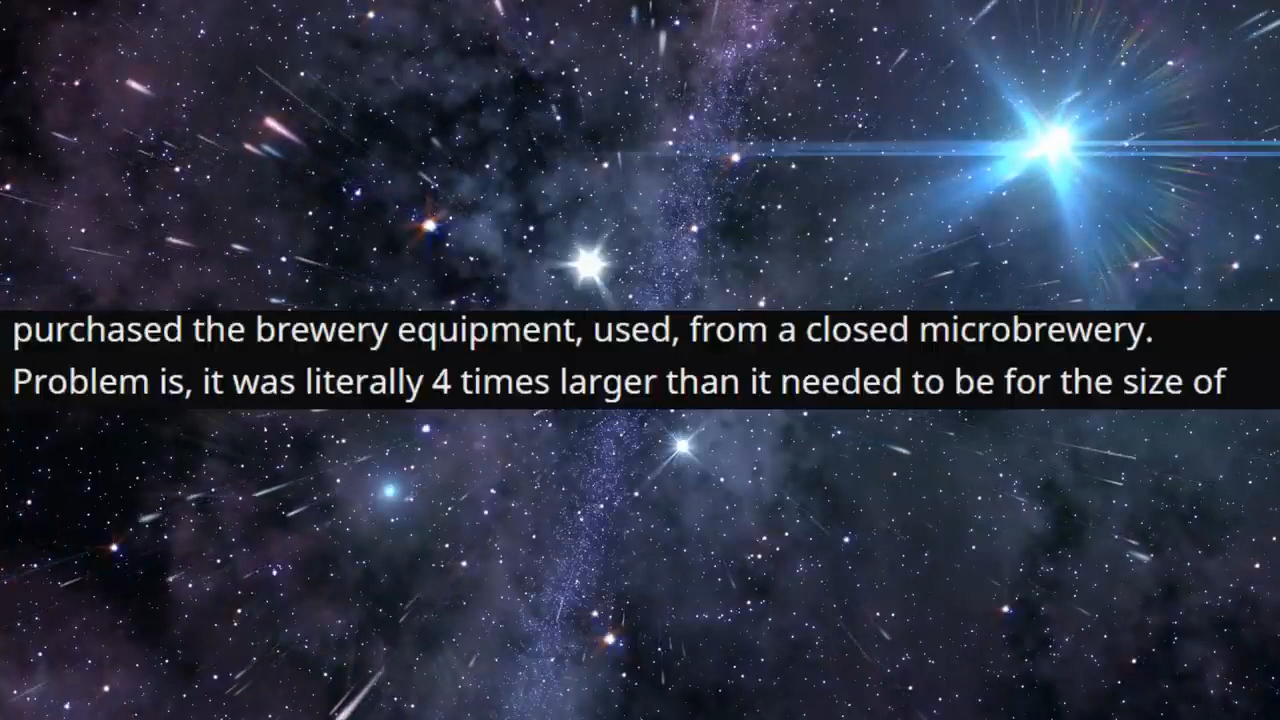 purchased the brewery equipment, used, from a closed microbrewery.
Problem is, it was literally 4 times larger than it needed to be for the size of